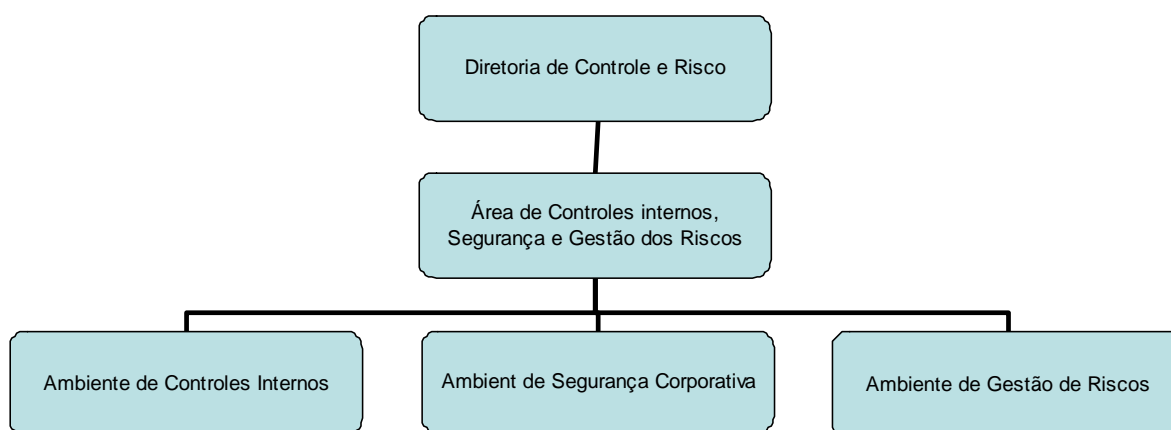 Diretoria de Controle e Risco
Área de Controles internos,
Segurança e Gestão dos Riscos
Ambiente de Controles Internos
Ambient de Segurança Corporativa
Ambiente de Gestão de Riscos